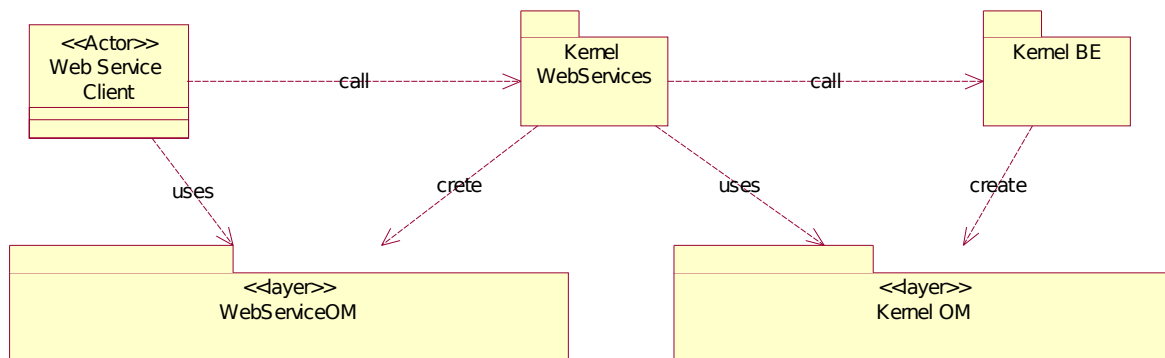 <<Actor>>
Web Service
Client
call
Kernel
WebServices
call
Kernel BE
uses
crete
uses
create
<<layer>>
WebServiceOM
<<layer>>
Kernel OM